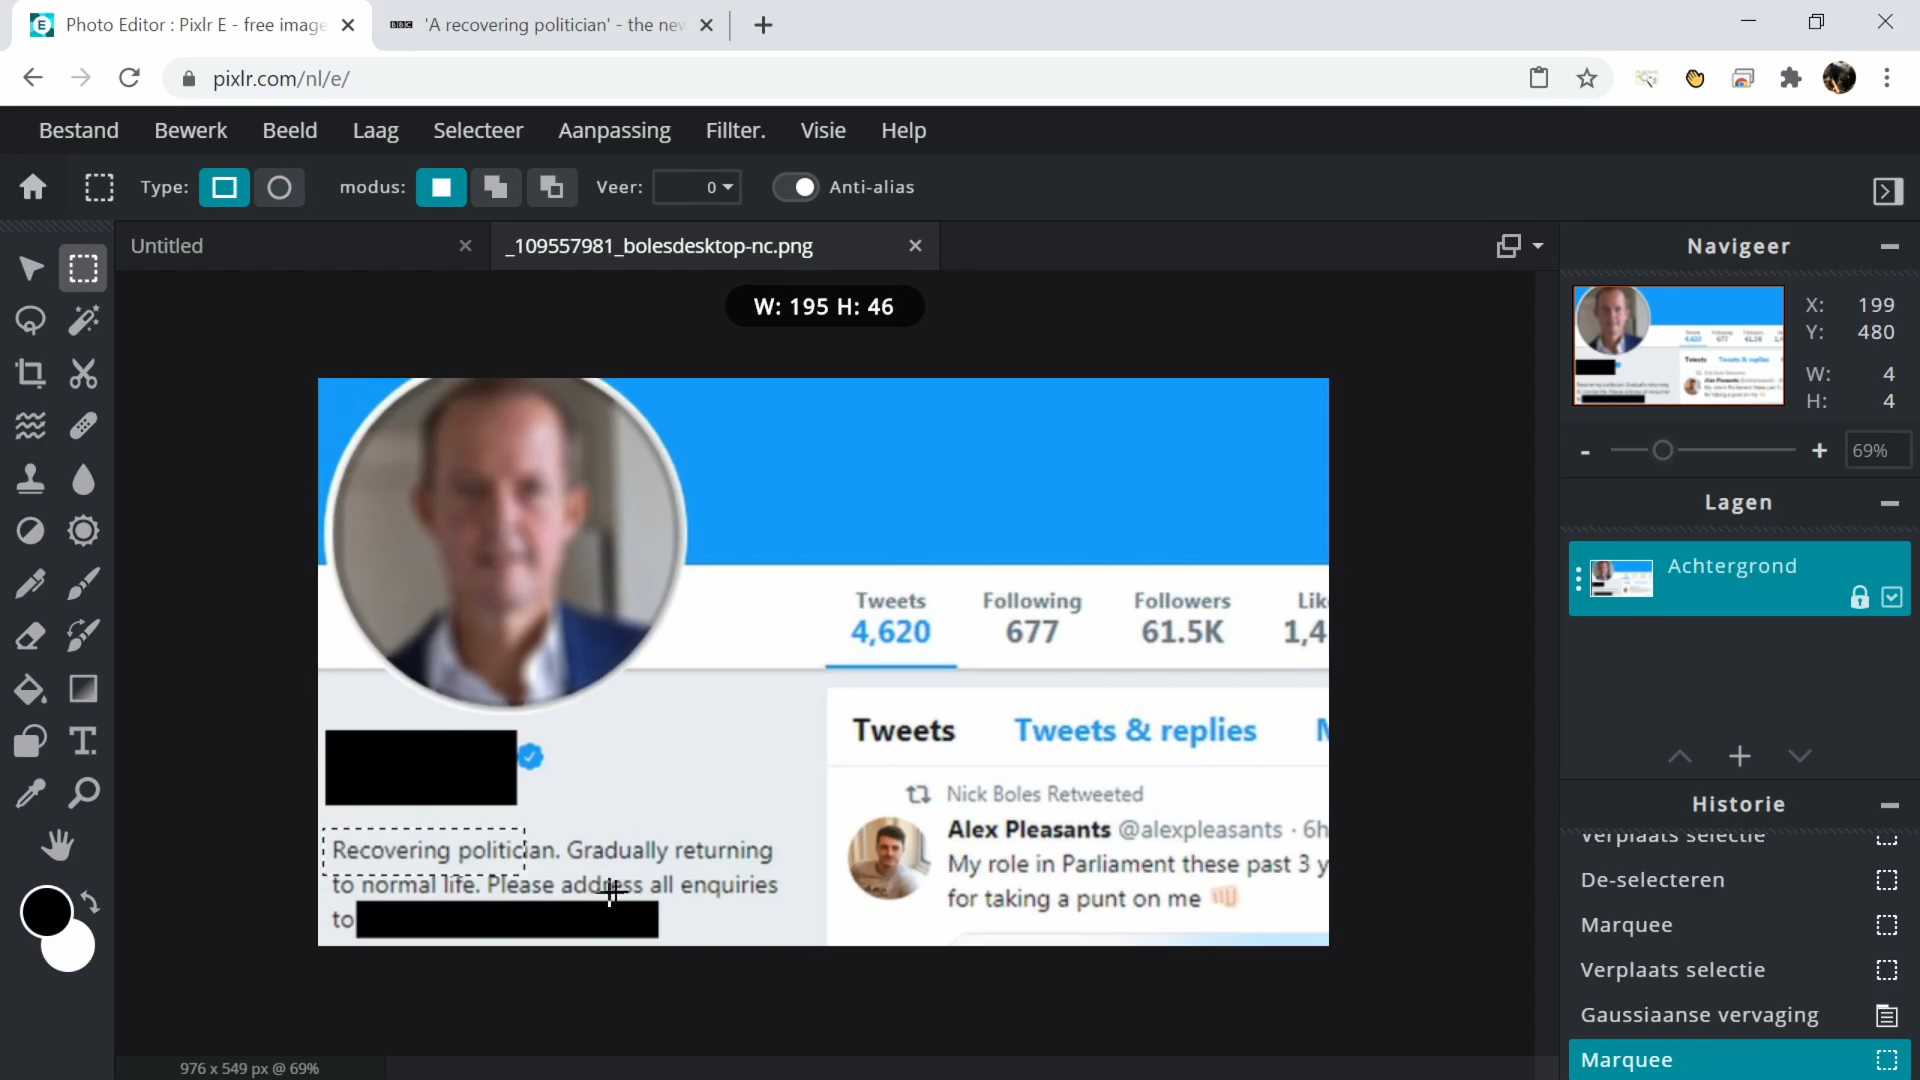 Photo Editor : Pixlr E - free image
BBC 'A recovering politician' - the new
pixlr.com/nl/e/
Bestand Bewerk Beeld Laag Selecteer Aanpassing Fillter. Visie Help
Type: modus: Veer: 0 Anti-alias
Untitled _109557981_bolesdesktop-nc.png
W: 195 H: 46
Navigeer
X: 199
Y: 480
W: 4
H: 4
- + 69%
Lagen
Achtergrond
Historie
Verplaats selectie
De-selecteren
Marquee
Verplaats selectie
Gaussiaanse vervaging
Marquee
Tweets Following Followers Lik
4,620 677 61.5K 1,4
Tweets Tweets & replies M
Nick Boles Retweeted
Alex Pleasants @alexpleasants · 6h
My role in Parliament these past 3 y
for taking a punt on me
Recovering politician. Gradually returning
to normal life. Please address all enquiries
to
976 x 549 px @ 69%